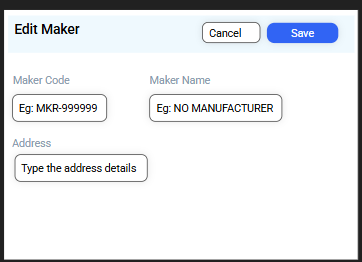 Edit Maker
Cancel
Save
Maker Code
Maker Name
Eg: MKR-999999
Eg: NO MANUFACTURER
Address
Type the address details